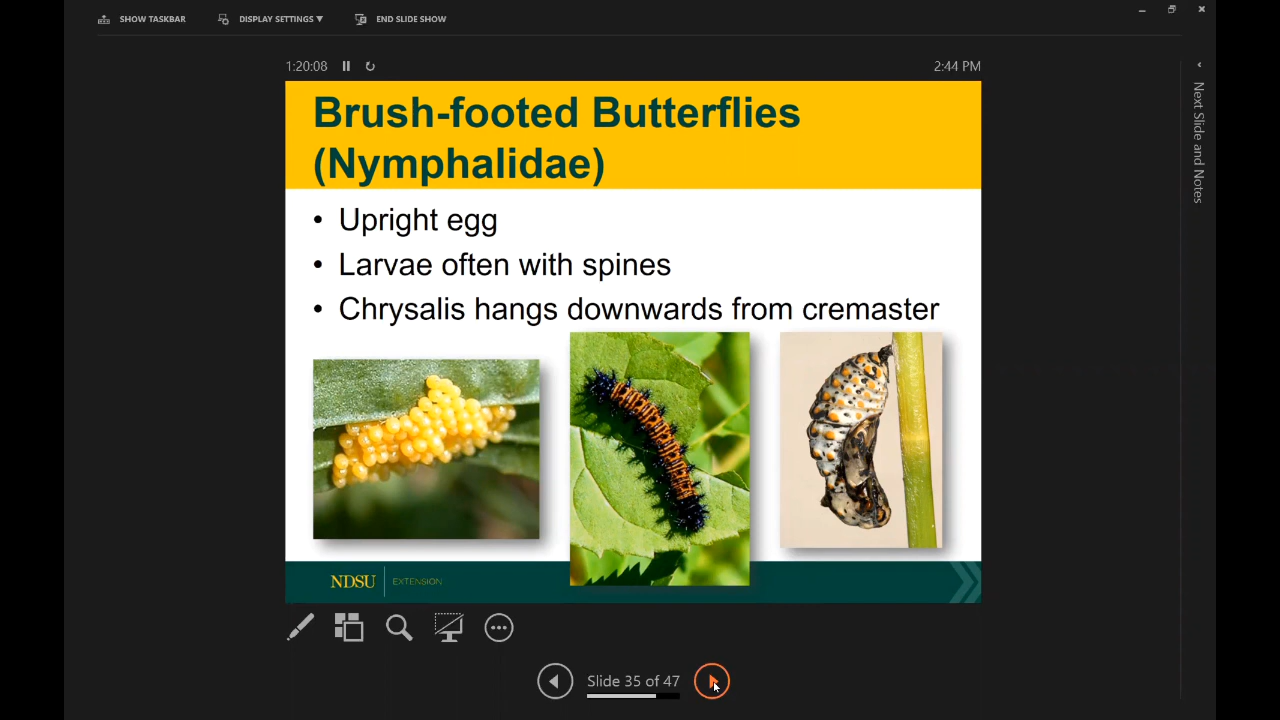 SHOW TASKBAR
DISPLAY SETTINGS ▼
END SLIDE SHOW
1:20:08
2:44 PM
Next Slide and Notes
Brush-footed Butterflies
(Nymphalidae)
• Upright egg
• Larvae often with spines
• Chrysalis hangs downwards from cremaster
NDSU
EXTENSION
Slide 35 of 47